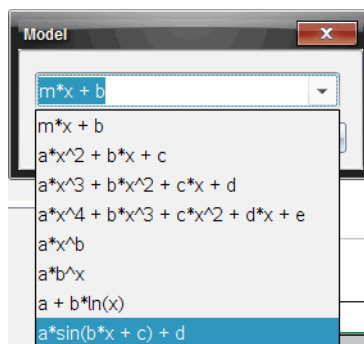 Model
m*x + b
m*x + b
a*x^2 + b*x + c
a*x^3 + b*x^2 + c*x + d
a*x^4 + b*x^3 + c*x^2 + d*x + e
a*x^b
a*b^x
a + b*ln(x)
a*sin(b*x + c) + d